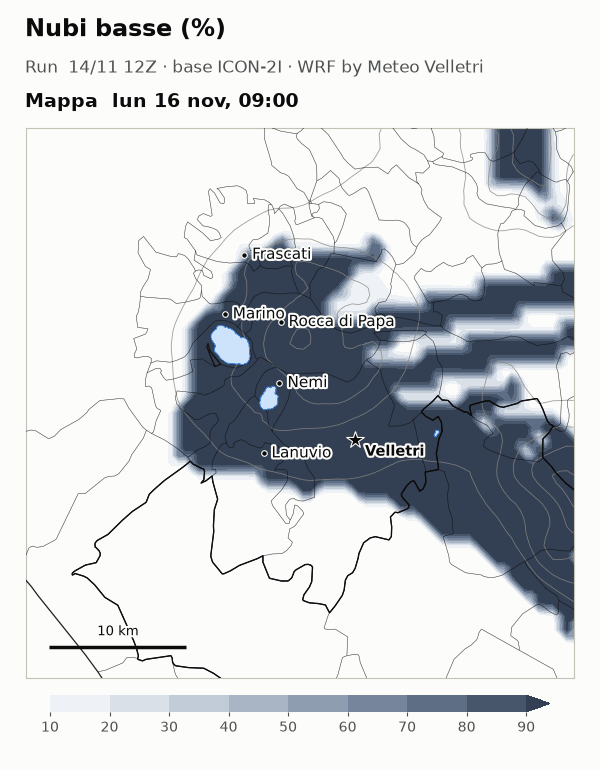 Nubi basse (%)
Run  14/11 12Z · base ICON-2I · WRF by Meteo Velletri
Mappa  lun 16 nov, 09:00
Frascati
Marino
Rocca di Papa
Nemi
Velletri
Lanuvio
10 km
10 20 30 40 50 60 70 80 90